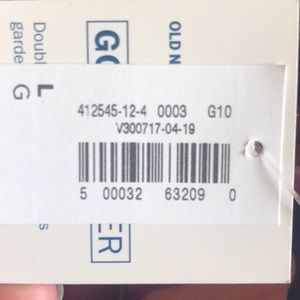 412545-12-4 0003 G10
V300717-04-19
5 00032 63209 0
L
G
OLD N
GO
ER
Doubl
garde
s